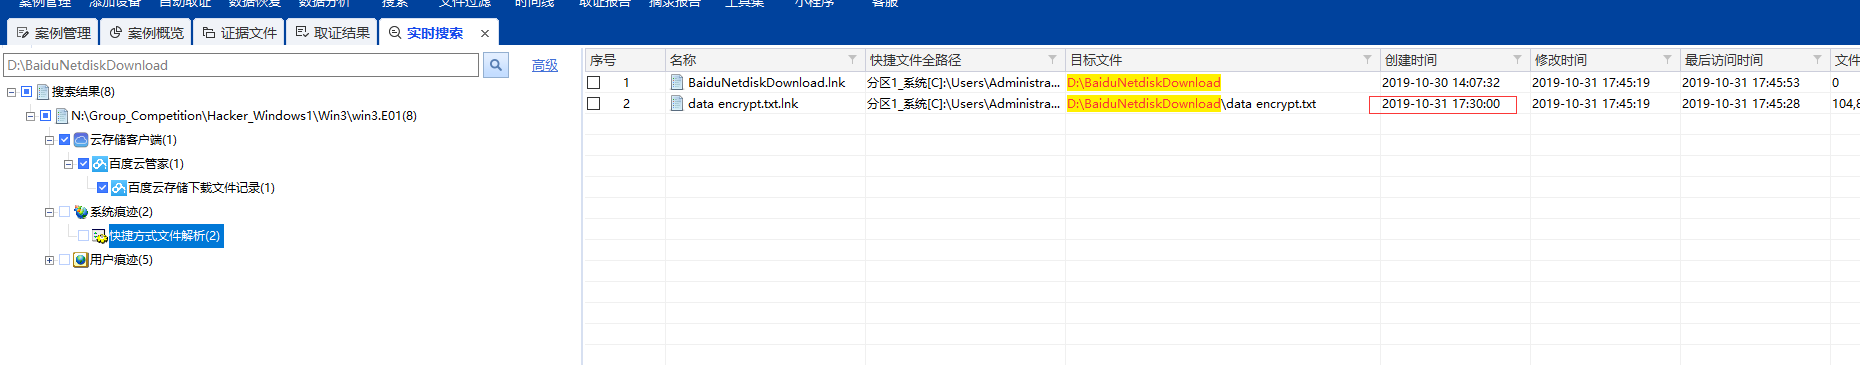 案例管理 添加设备 自动取证 数据恢复 数据分析 搜索 文件过滤 时间线 取证报告 摘录报告 工具集 小程序 客服
案例管理 案例概览 证据文件 取证结果 实时搜索 ×
D:\BaiduNetdiskDownload 高级
搜索结果(8)
N:\Group_Competition\Hacker_Windows1\Win3\win3.E01(8)
云存储客户端(1)
百度云管家(1)
百度云存储下载文件记录(1)
系统痕迹(2)
快捷方式文件解析(2)
用户痕迹(5)
序号 名称 快捷文件全路径 目标文件 创建时间 修改时间 最后访问时间 文件
1 BaiduNetdiskDownload.lnk 分区1_系统[C]:\Users\Administra... D:\BaiduNetdiskDownload 2019-10-30 14:07:32 2019-10-31 17:45:19 2019-10-31 17:45:53 0
2 data encrypt.txt.lnk 分区1_系统[C]:\Users\Administra... D:\BaiduNetdiskDownload\data encrypt.txt 2019-10-31 17:30:00 2019-10-31 17:45:19 2019-10-31 17:45:28 104,8